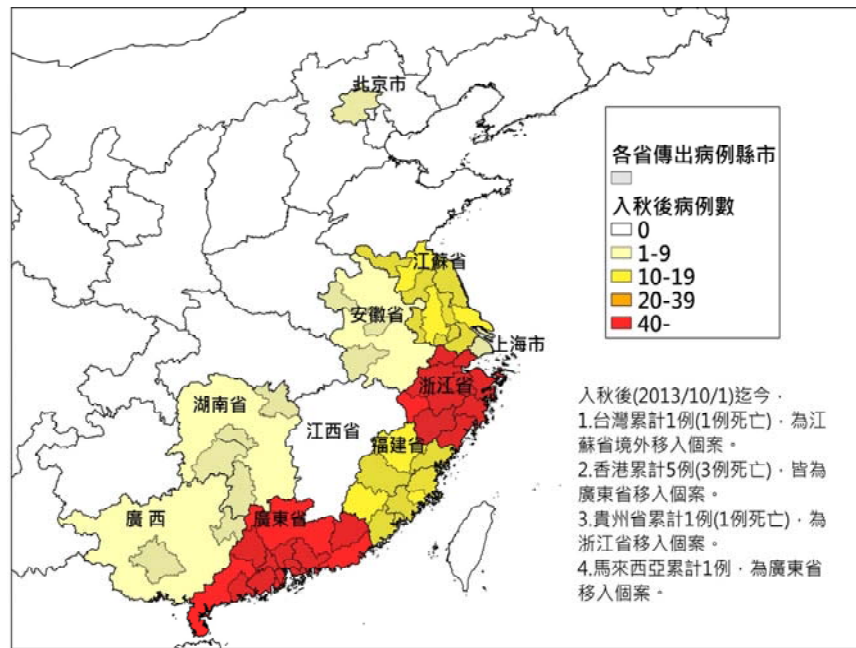 北京市
各省傳出病例縣市
入秋後病例數
0
1-9
10-19
20-39
40-
江蘇省
安徽省
上海市
浙江省
湖南省
江西省
福建省
廣 西
廣東省
入秋後(2013/10/1)迄今，
1.台灣累計1例(1例死亡)，為江
蘇省境外移入個案。
2.香港累計5例(3例死亡)，皆為
廣東省移入個案。
3.貴州省累計1例(1例死亡)，為
浙江省移入個案。
4.馬來西亞累計1例，為廣東省
移入個案。